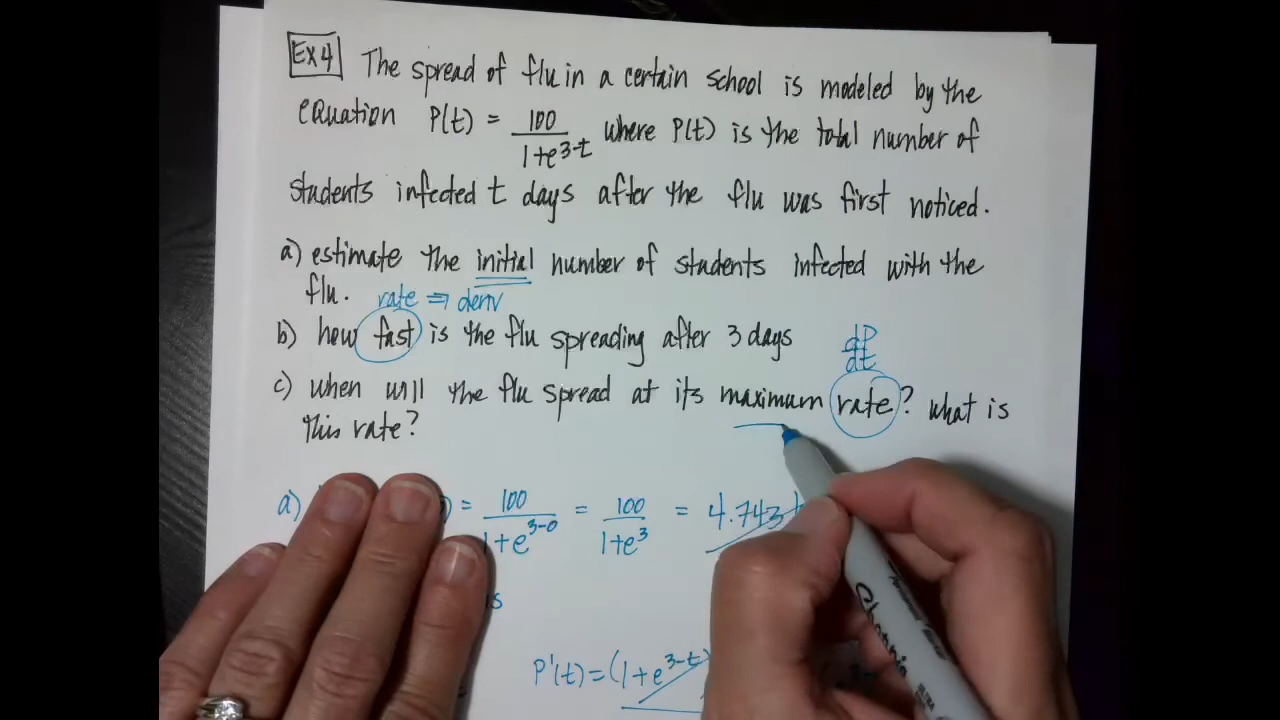 Ex 4 The spread of flu in a certain school is modeled by the
equation P(t) = 100 / 1+e^3-t where P(t) is the total number of
students infected t days after the flu was first noticed.
a) estimate the initial number of students infected with the
flu. rate ⇒ deriv
b) how fast is the flu spreading after 3 days
dP/dt
c) when will the flu spread at its maximum rate? What is
this rate?
a) = 100 / 1+e^3-0 = 100 / 1+e^3 = 4.743
P'(t) = (1+e^3-t)